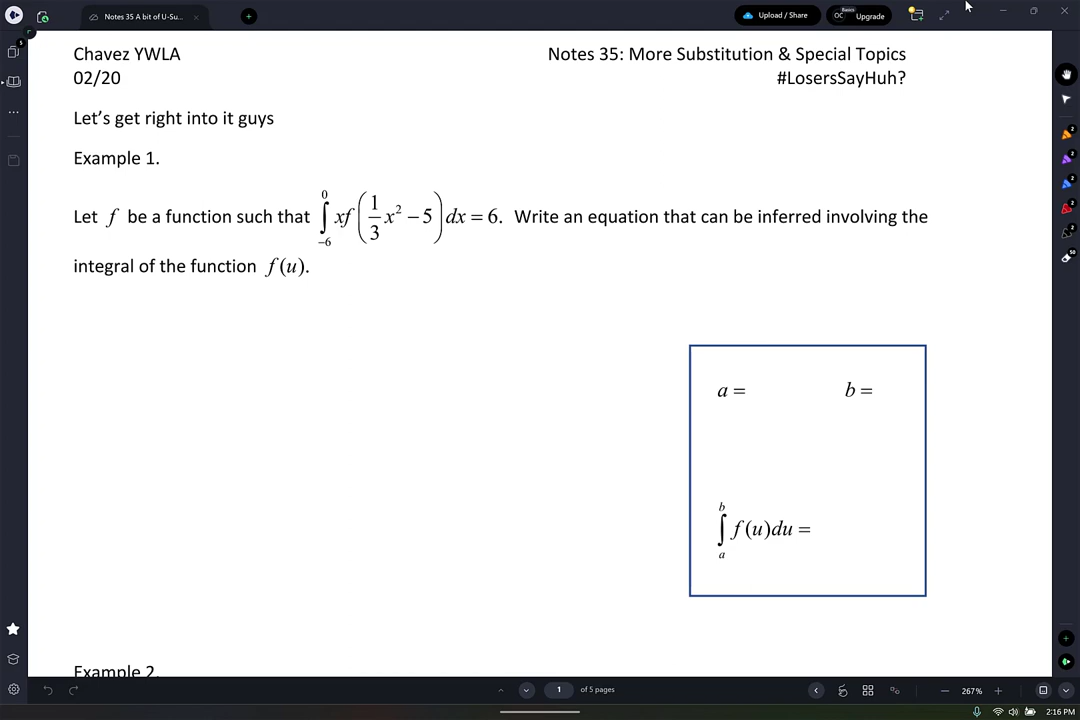 Notes 35 A bit of U-Su...
Upload / Share
OC
Basics
Upgrade
Chavez YWLA
Notes 35: More Substitution & Special Topics
02/20
#LosersSayHuh?
Let's get right into it guys
Example 1.
Let f be a function such that ∫_{-6}^{0} xf(1/3 x² − 5) dx = 6. Write an equation that can be inferred involving the
integral of the function f(u).
a =
b =
∫_{a}^{b} f(u)du =
Example 2.
1
of 5 pages
267%
2:16 PM